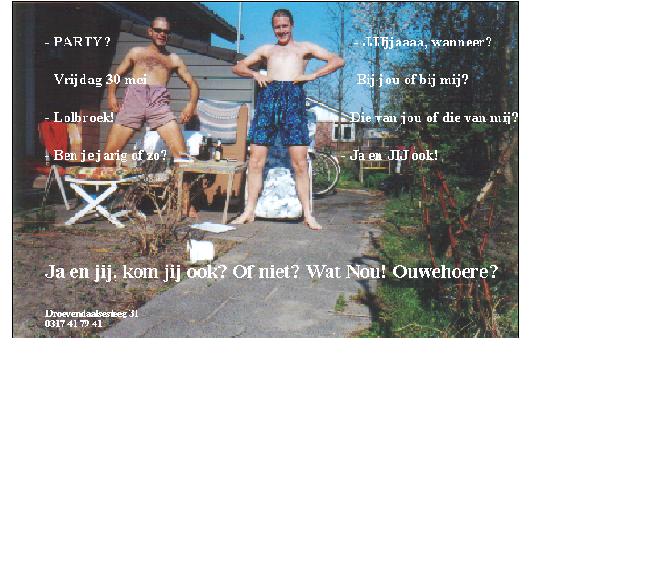 - PARTY?
- JJJjjaaaa, wanneer?
Vrijdag 30 mei
Bij jou of bij mij?
- Lolbroek!
- Die van jou of die van mij?
- Ben je jarig of zo?
- Ja en JIJ ook!
Ja en jij, kom jij ook? Of niet? Wat Nou! Ouwehoere?
Droevendaalsesteeg 31
0317 41 79 41